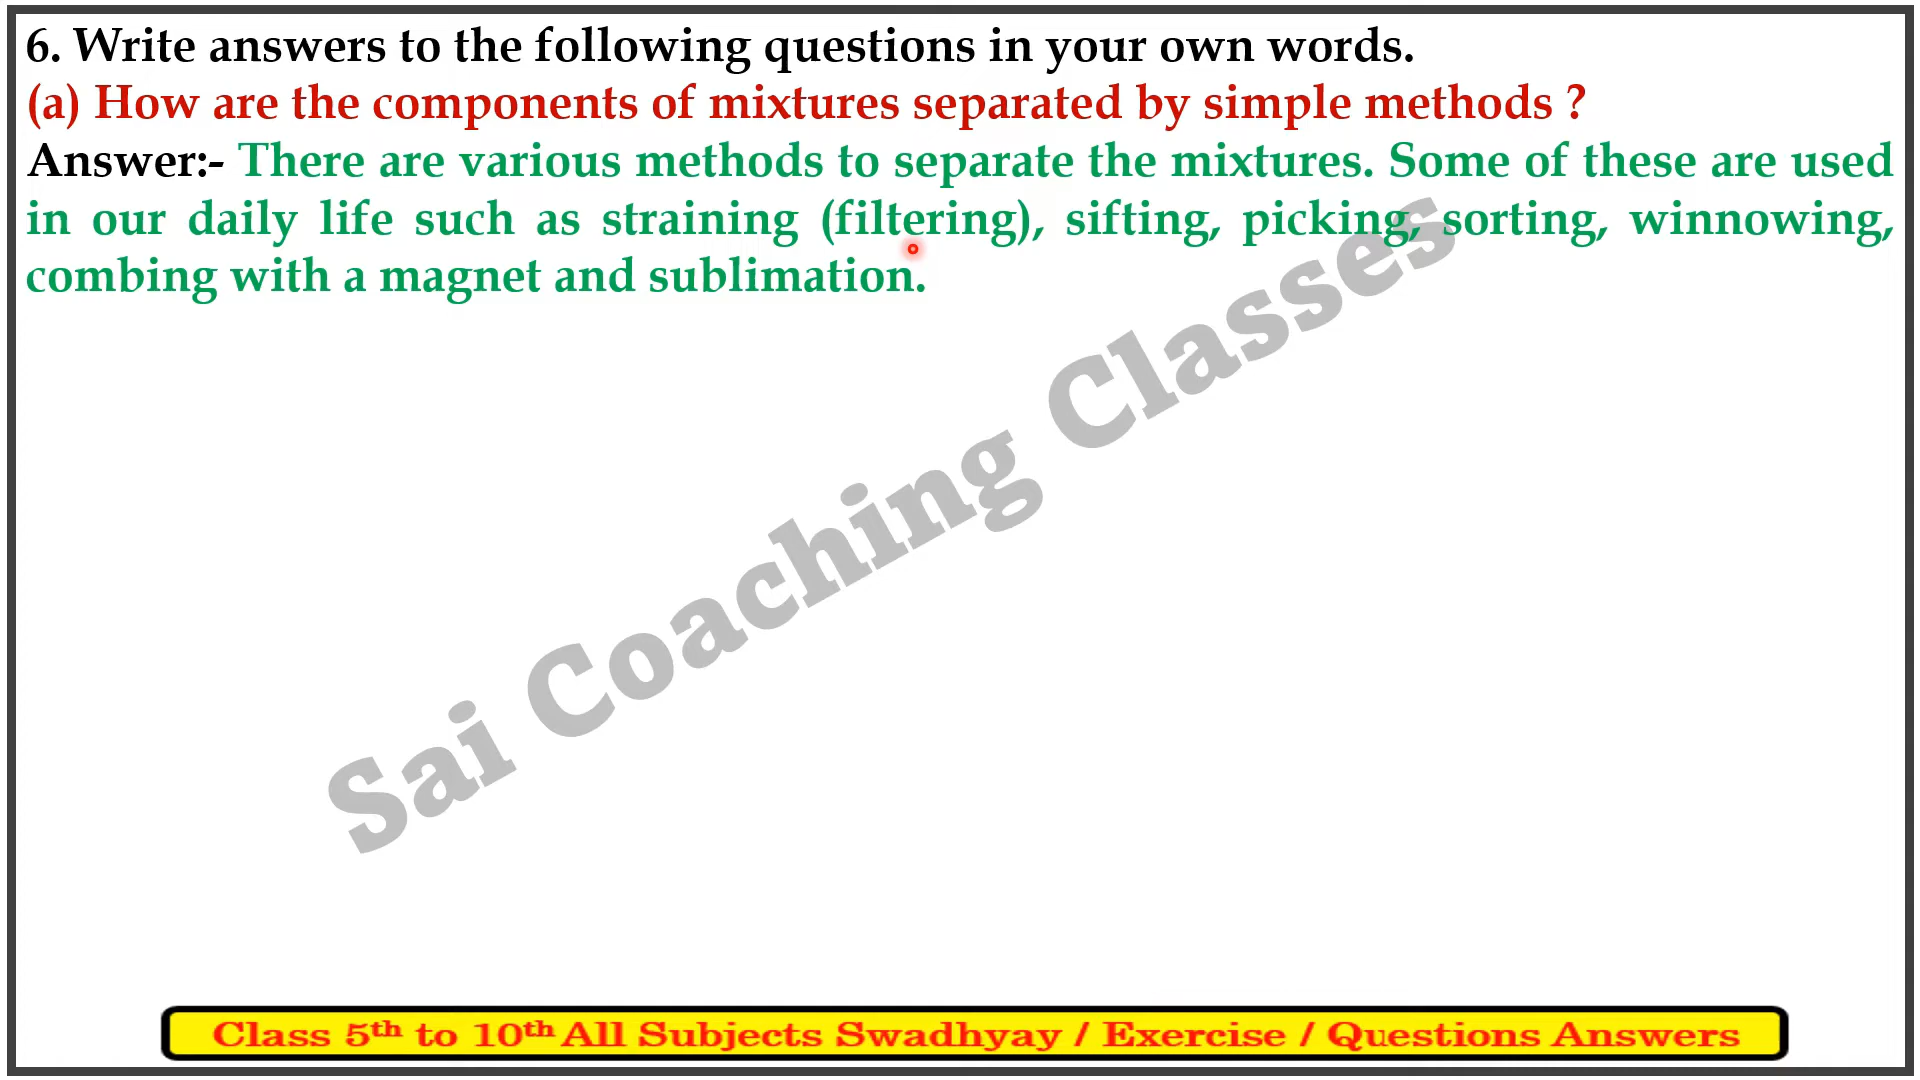 6. Write answers to the following questions in your own words.
(a) How are the components of mixtures separated by simple methods ?
Answer:- There are various methods to separate the mixtures. Some of these are used
in our daily life such as straining (filtering), sifting, picking, sorting, winnowing,
combing with a magnet and sublimation.
Sai Coaching Classes
Class 5th to 10th All Subjects Swadhyay / Exercise / Questions Answers